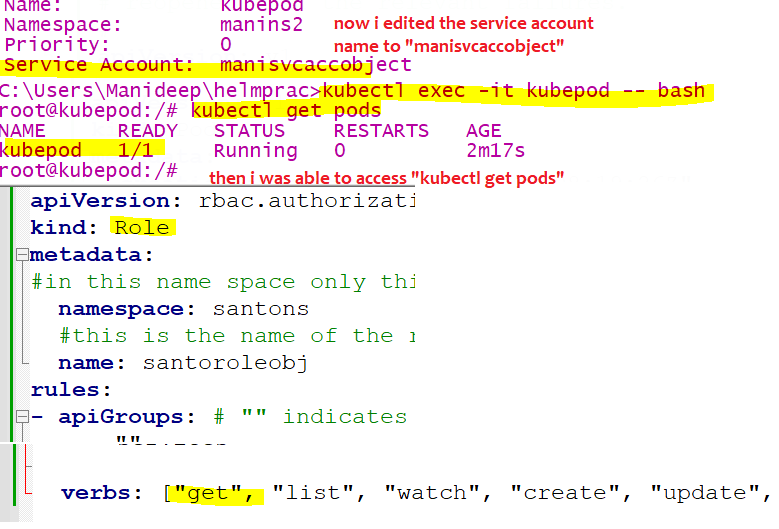 Name: kubepod
Namespace: manins2 now i edited the service account
Priority: 0 name to "manisvcaccobject"
Service Account: manisvcaccobject
C:\Users\Manideep\helmprac>kubectl exec -it kubepod -- bash
root@kubepod:/# kubectl get pods
NAME READY STATUS RESTARTS AGE
kubepod 1/1 Running 0 2m17s
root@kubepod:/#
then i was able to access "kubectl get pods"
apiVersion: rbac.authorizati
kind: Role
metadata:
#in this name space only thi
namespace: santons
#this is the name of the r
name: santoroleobj
rules:
- apiGroups: # "" indicates
verbs: ["get", "list", "watch", "create", "update",